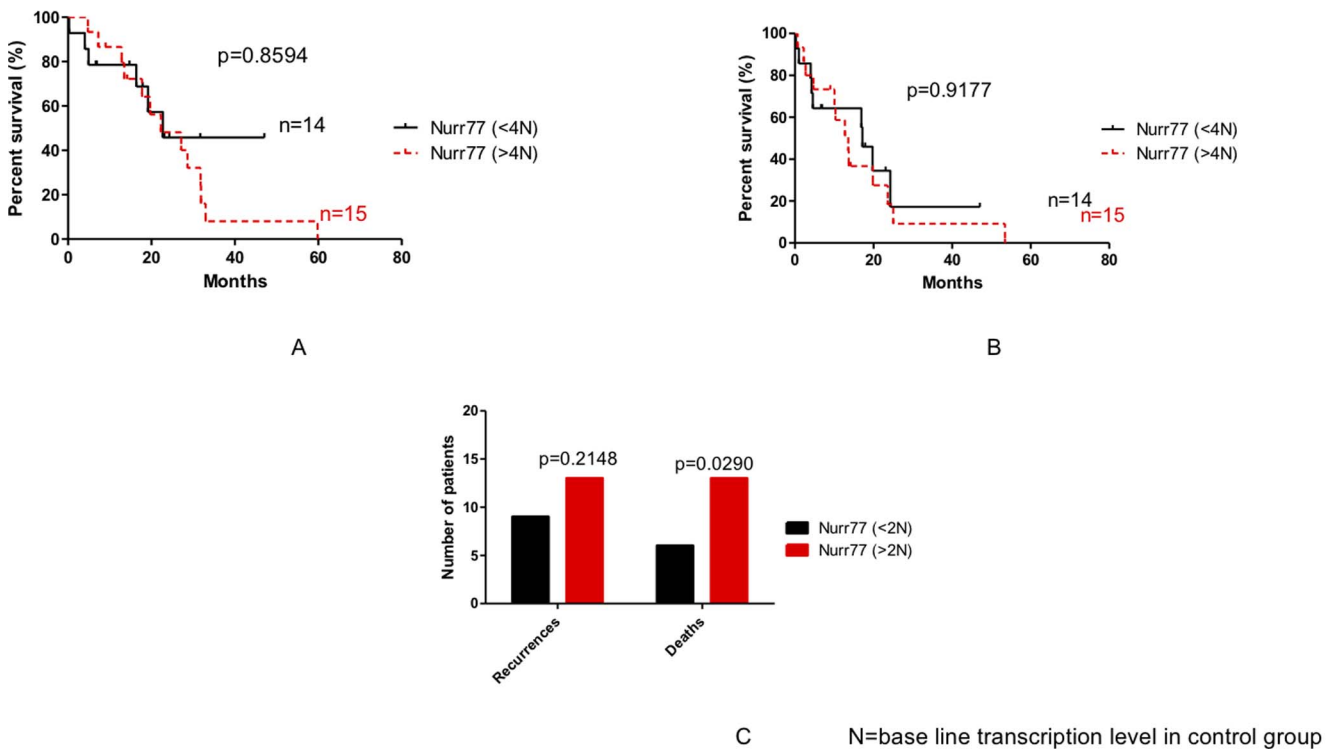 100
80
60
40
20
0
Percent survival (%)
p=0.8594
n=14
n=15
0 20 40 60 80
Months
Nurr77 (<4N)
Nurr77 (>4N)
A
100
80
60
40
20
0
Percent survival (%)
p=0.9177
n=14
n=15
0 20 40 60 80
Months
Nurr77 (<4N)
Nurr77 (>4N)
B
20
15
10
5
0
Number of patients
p=0.2148
p=0.0290
Recurrences
Deaths
Nurr77 (<2N)
Nurr77 (>2N)
C
N=base line transcription level in control group